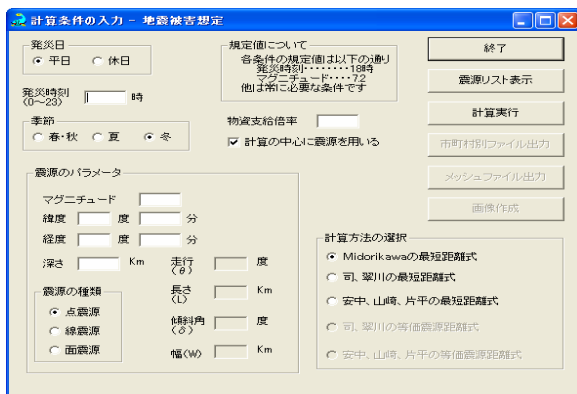 計算条件の入力 - 地震被害想定
発災日
平日 休日
発災時刻
(0~23) 時
季節
春・秋 夏 冬
規定値について
各条件の規定値は以下の通り
発災時刻・・・・・・・・18時
マグニチュード・・・・7.2
他は常に必要な条件です
物資支給倍率
計算の中心に震源を用いる
終了
震源リスト表示
計算実行
市町村別ファイル出力
メッシュファイル出力
画像作成
震源のパラメータ
マグニチュード
緯度 度 分
経度 度 分
深さ Km
震源の種類
点震源
線震源
面震源
走行 度
(θ)
長さ Km
(L)
傾斜角 度
(δ)
幅(W) Km
計算方法の選択
Midorikawaの最短距離式
司、翠川の最短距離式
安中、山崎、片平の最短距離式
司、翠川の等価震源距離式
安中、山崎、片平の等価震源距離式